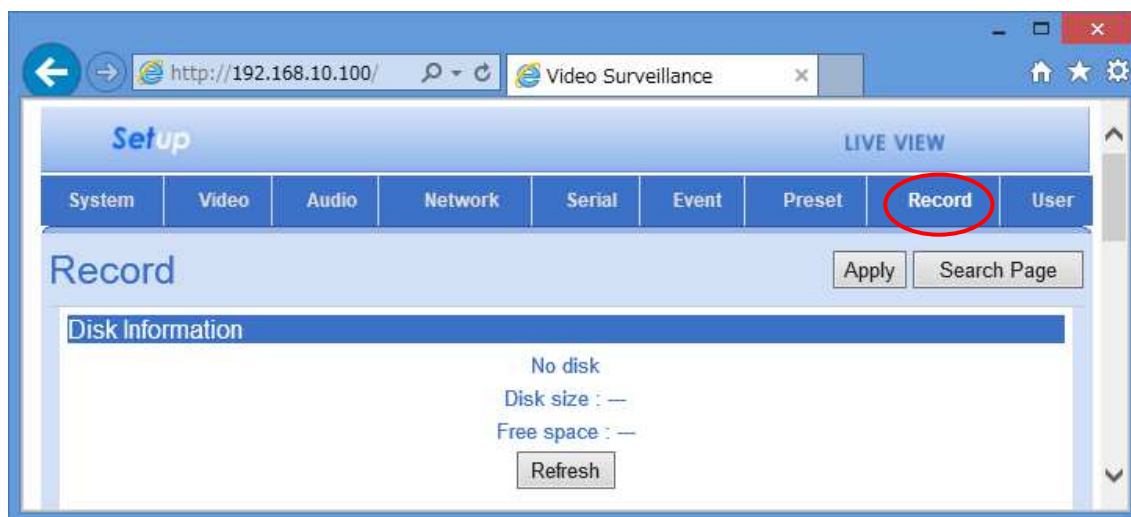 http://192.168.10.100/ Video Surveillance
Setup LIVE VIEW
System Video Audio Network Serial Event Preset Record User
Record Apply Search Page
Disk Information
No disk
Disk size : ---
Free space : ---
Refresh